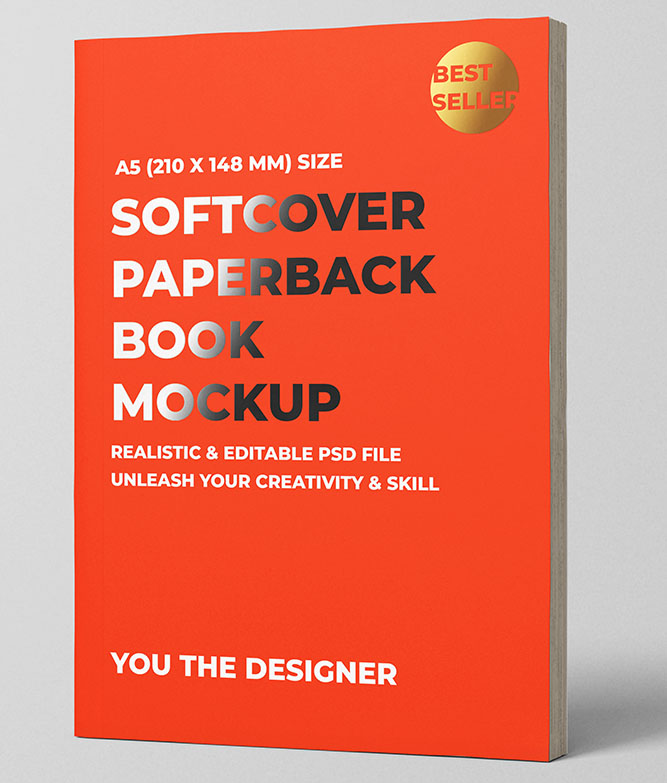 BEST
SELLER
A5 (210 X 148 MM) SIZE
SOFTCOVER
PAPERBACK
BOOK
MOCKUP
REALISTIC & EDITABLE PSD FILE
UNLEASH YOUR CREATIVITY & SKILL
YOU THE DESIGNER